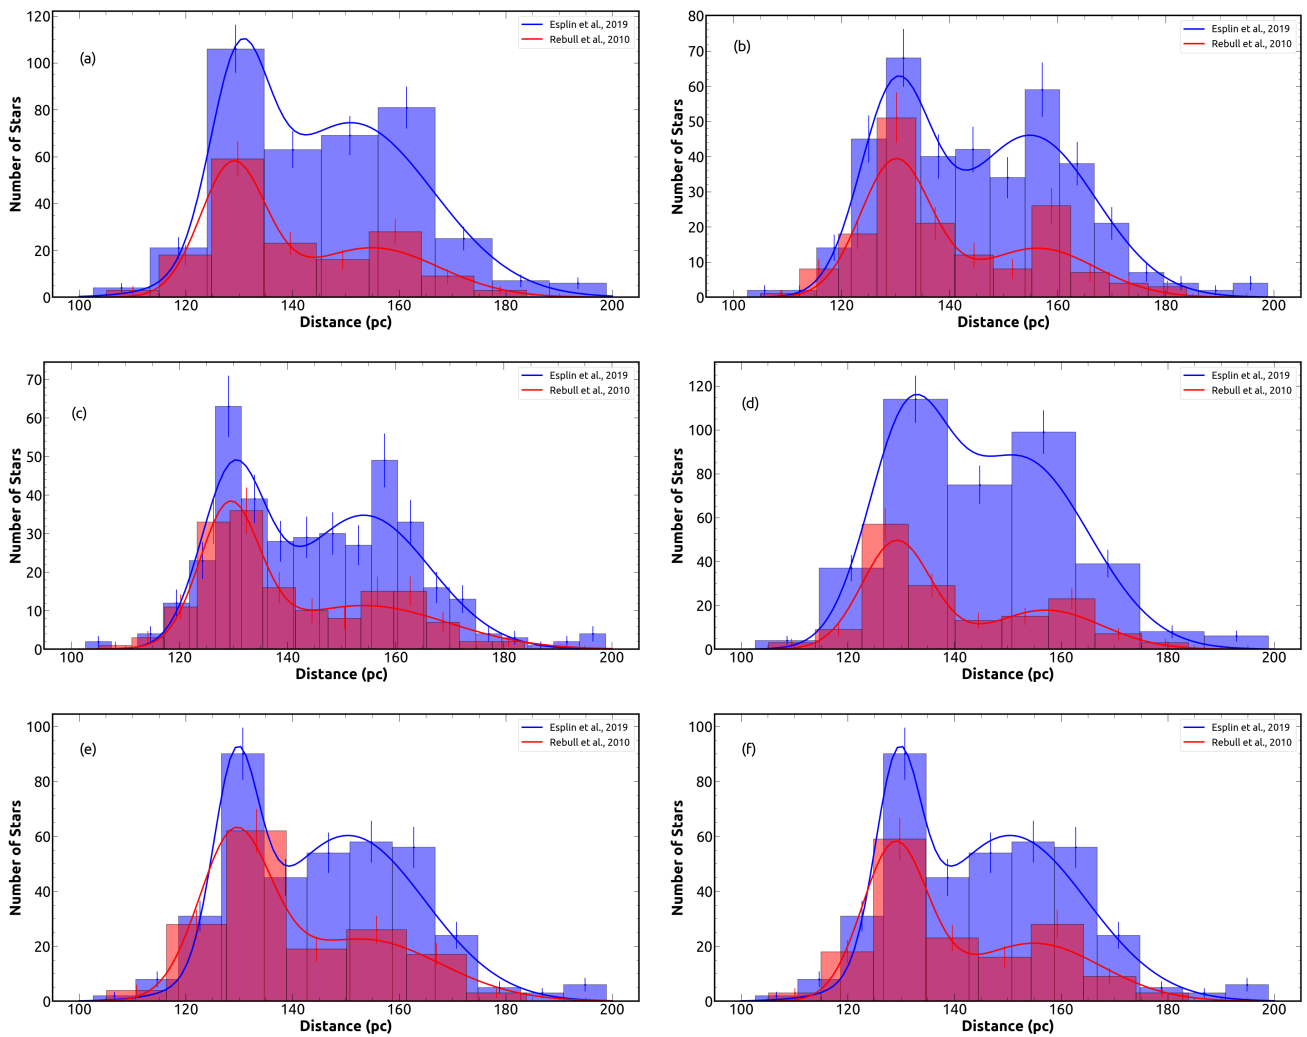 120
100
80
60
40
20
0
Number of Stars
(a)
Esplin et al., 2019
Rebull et al., 2010
100 120 140 160 180 200
Distance (pc)
80
70
60
50
40
30
20
10
0
Number of Stars
(b)
Esplin et al., 2019
Rebull et al., 2010
100 120 140 160 180 200
Distance (pc)
70
60
50
40
30
20
10
0
Number of Stars
(c)
Esplin et al., 2019
Rebull et al., 2010
100 120 140 160 180 200
Distance (pc)
120
100
80
60
40
20
0
Number of Stars
(d)
Esplin et al., 2019
Rebull et al., 2010
100 120 140 160 180 200
Distance (pc)
100
80
60
40
20
0
Number of Stars
(e)
Esplin et al., 2019
Rebull et al., 2010
100 120 140 160 180 200
Distance (pc)
100
80
60
40
20
0
Number of Stars
(f)
Esplin et al., 2019
Rebull et al., 2010
100 120 140 160 180 200
Distance (pc)